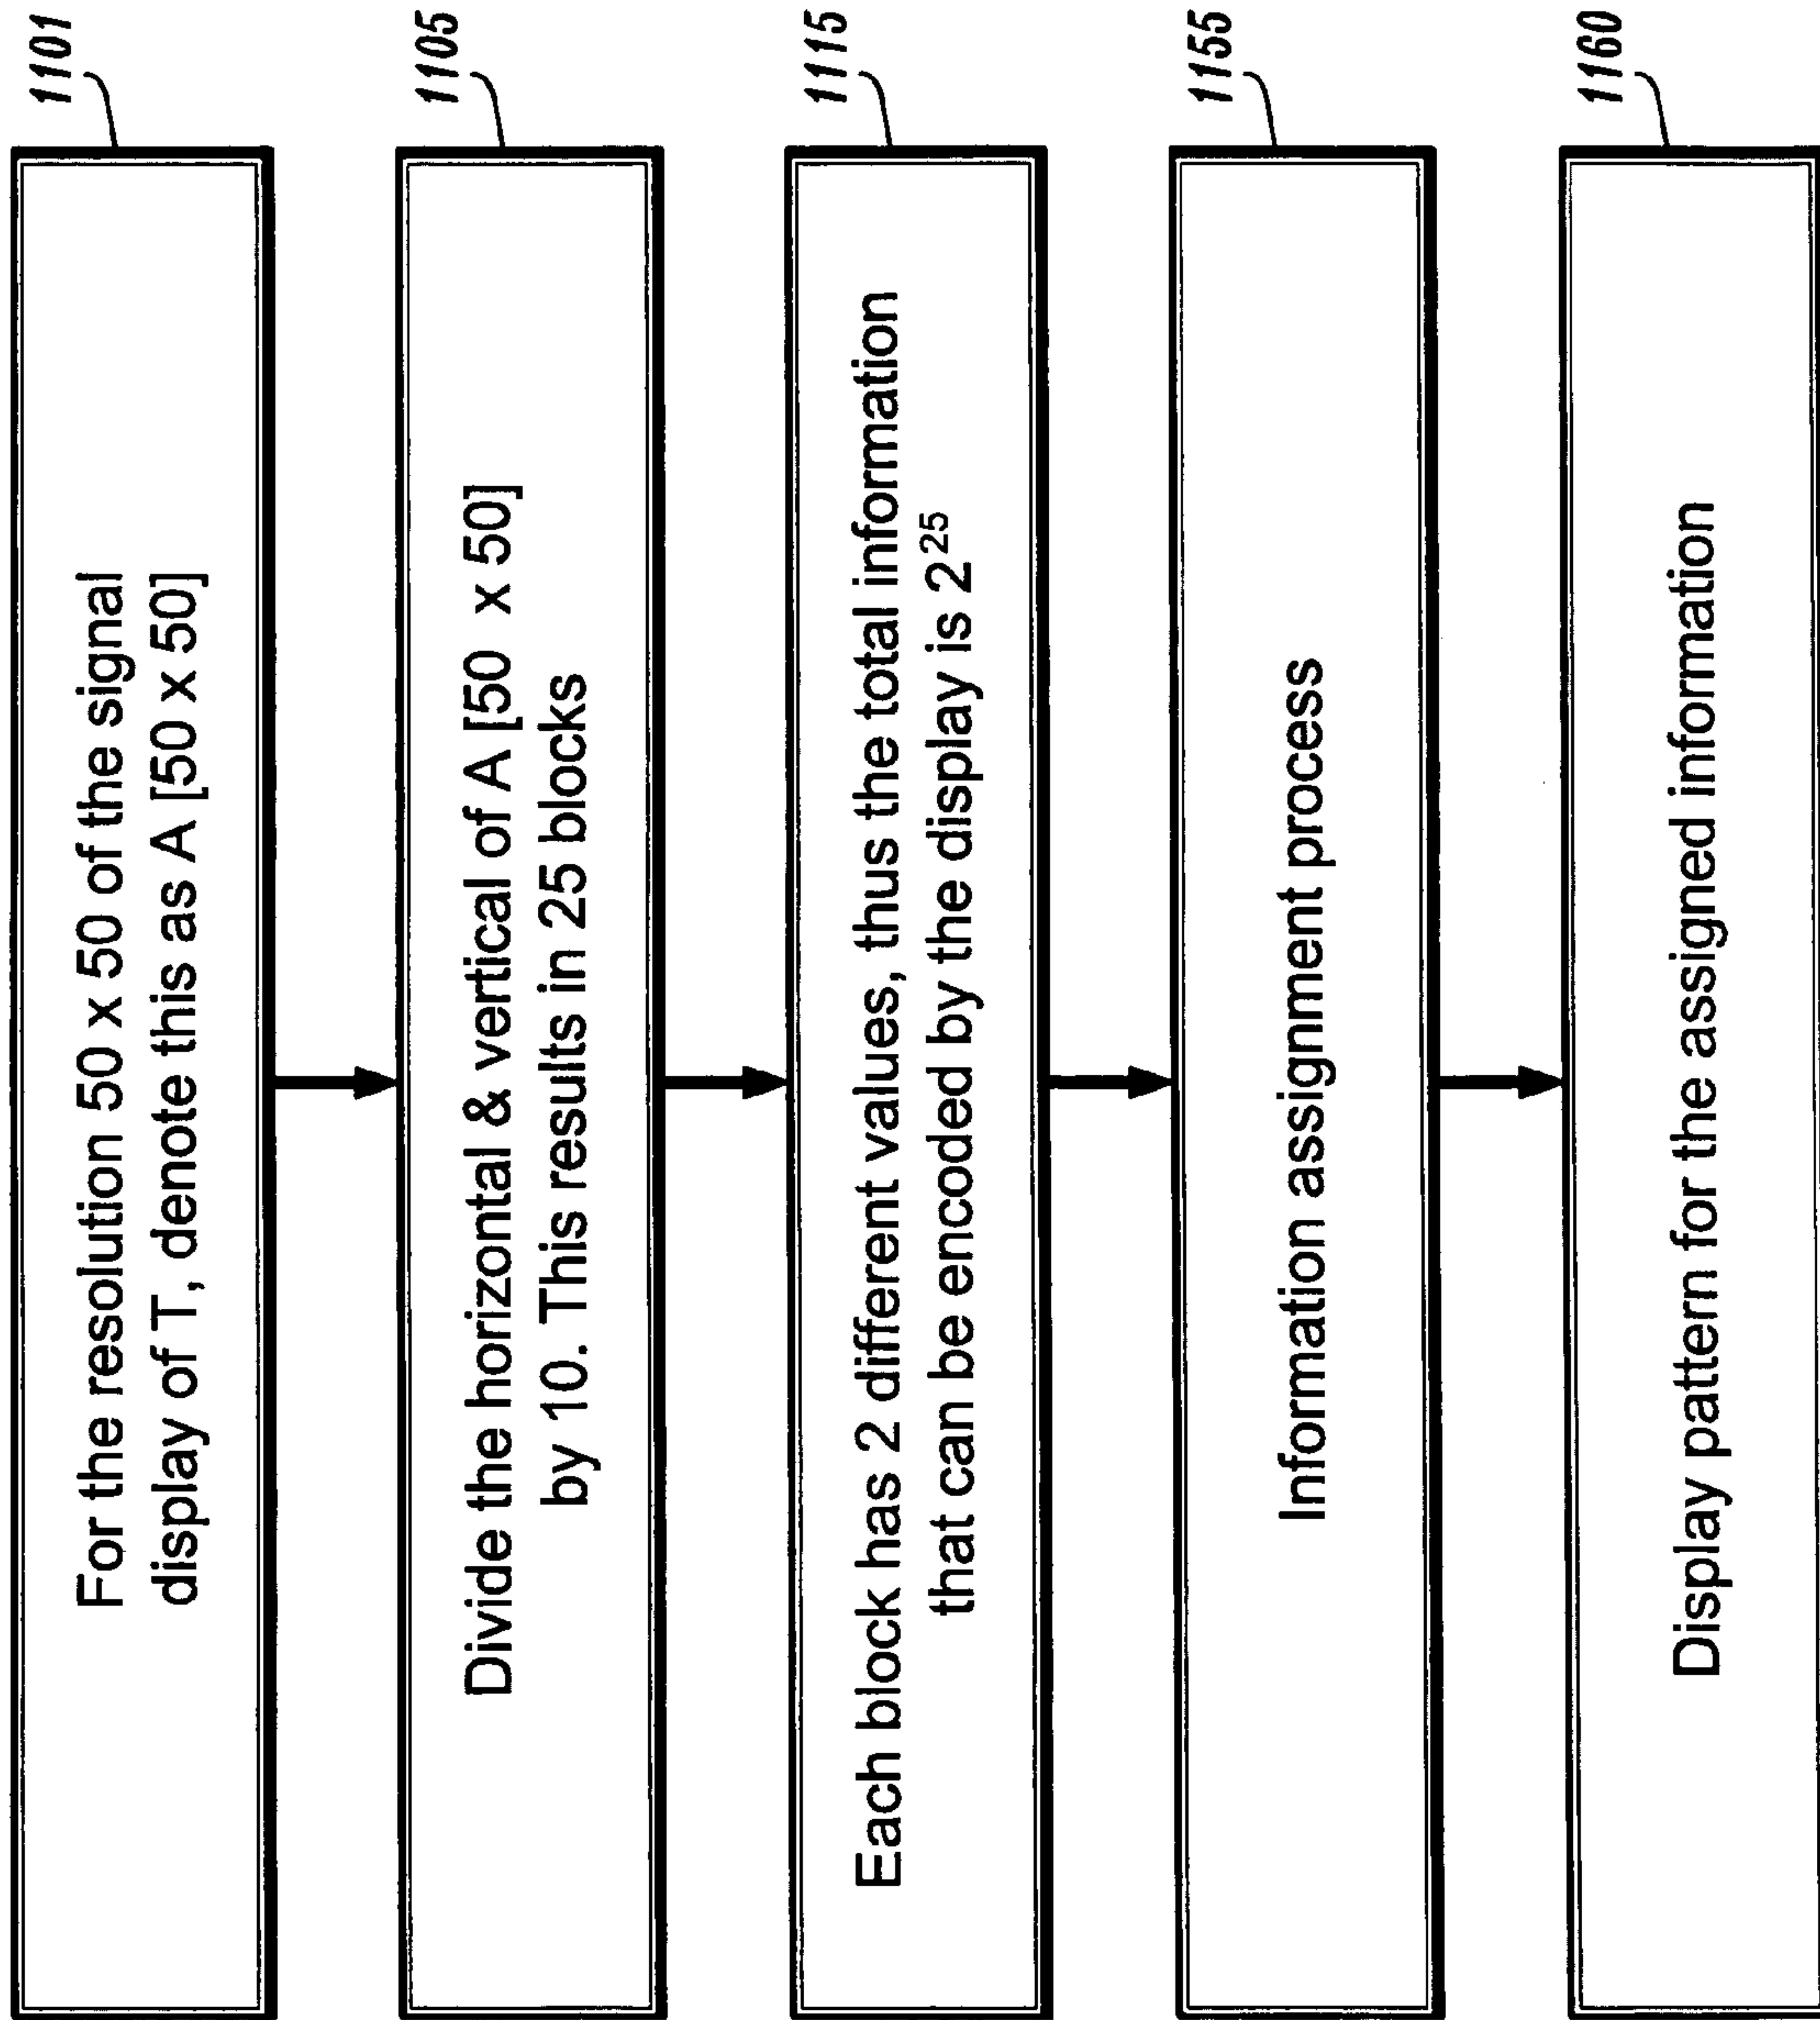 1101
For the resolution 50 x 50 of the signal
display of T, denote this as A [50 x 50]
1105
Divide the horizontal & vertical of A [50 x 50]
by 10. This results in 25 blocks
1115
Each block has 2 different values, thus the total information
that can be encoded by the display is 2²⁵
1155
Information assignment process
1160
Display pattern for the assigned information